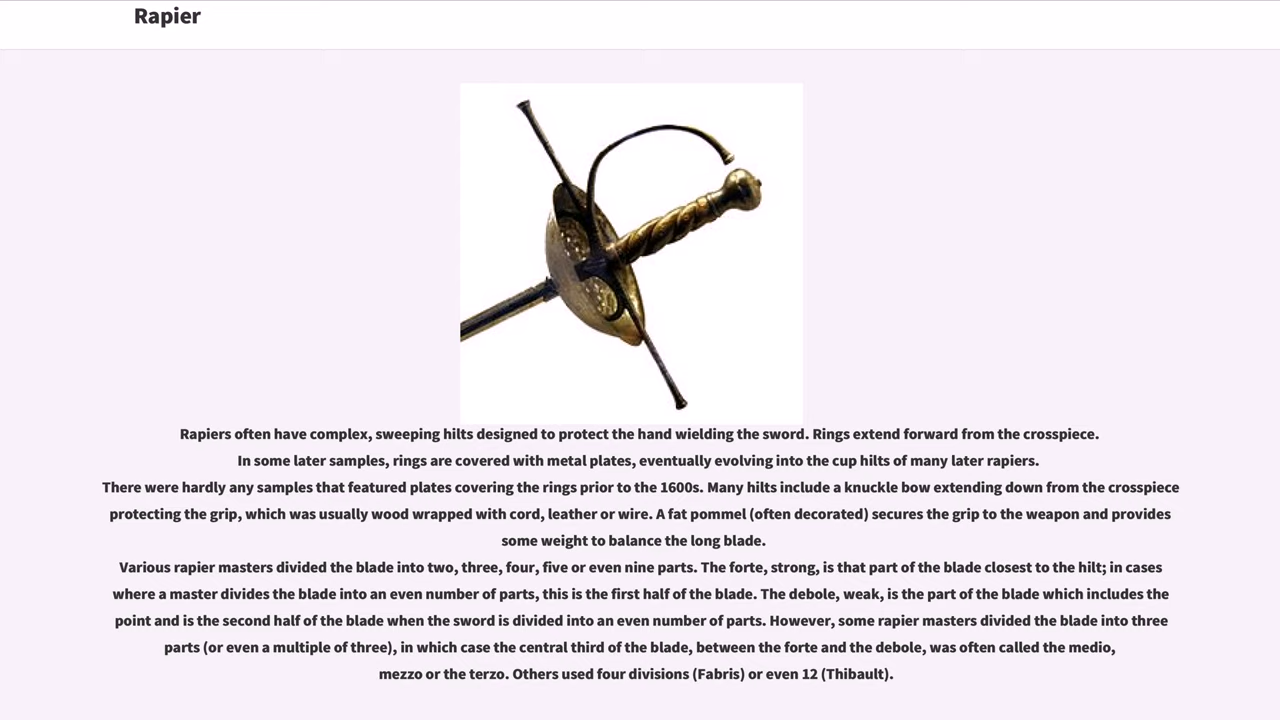 Rapier
Rapiers often have complex, sweeping hilts designed to protect the hand wielding the sword. Rings extend forward from the crosspiece.
In some later samples, rings are covered with metal plates, eventually evolving into the cup hilts of many later rapiers.
There were hardly any samples that featured plates covering the rings prior to the 1600s. Many hilts include a knuckle bow extending down from the crosspiece
protecting the grip, which was usually wood wrapped with cord, leather or wire. A fat pommel (often decorated) secures the grip to the weapon and provides
some weight to balance the long blade.
Various rapier masters divided the blade into two, three, four, five or even nine parts. The forte, strong, is that part of the blade closest to the hilt; in cases
where a master divides the blade into an even number of parts, this is the first half of the blade. The debole, weak, is the part of the blade which includes the
point and is the second half of the blade when the sword is divided into an even number of parts. However, some rapier masters divided the blade into three
parts (or even a multiple of three), in which case the central third of the blade, between the forte and the debole, was often called the medio,
mezzo or the terzo. Others used four divisions (Fabris) or even 12 (Thibault).